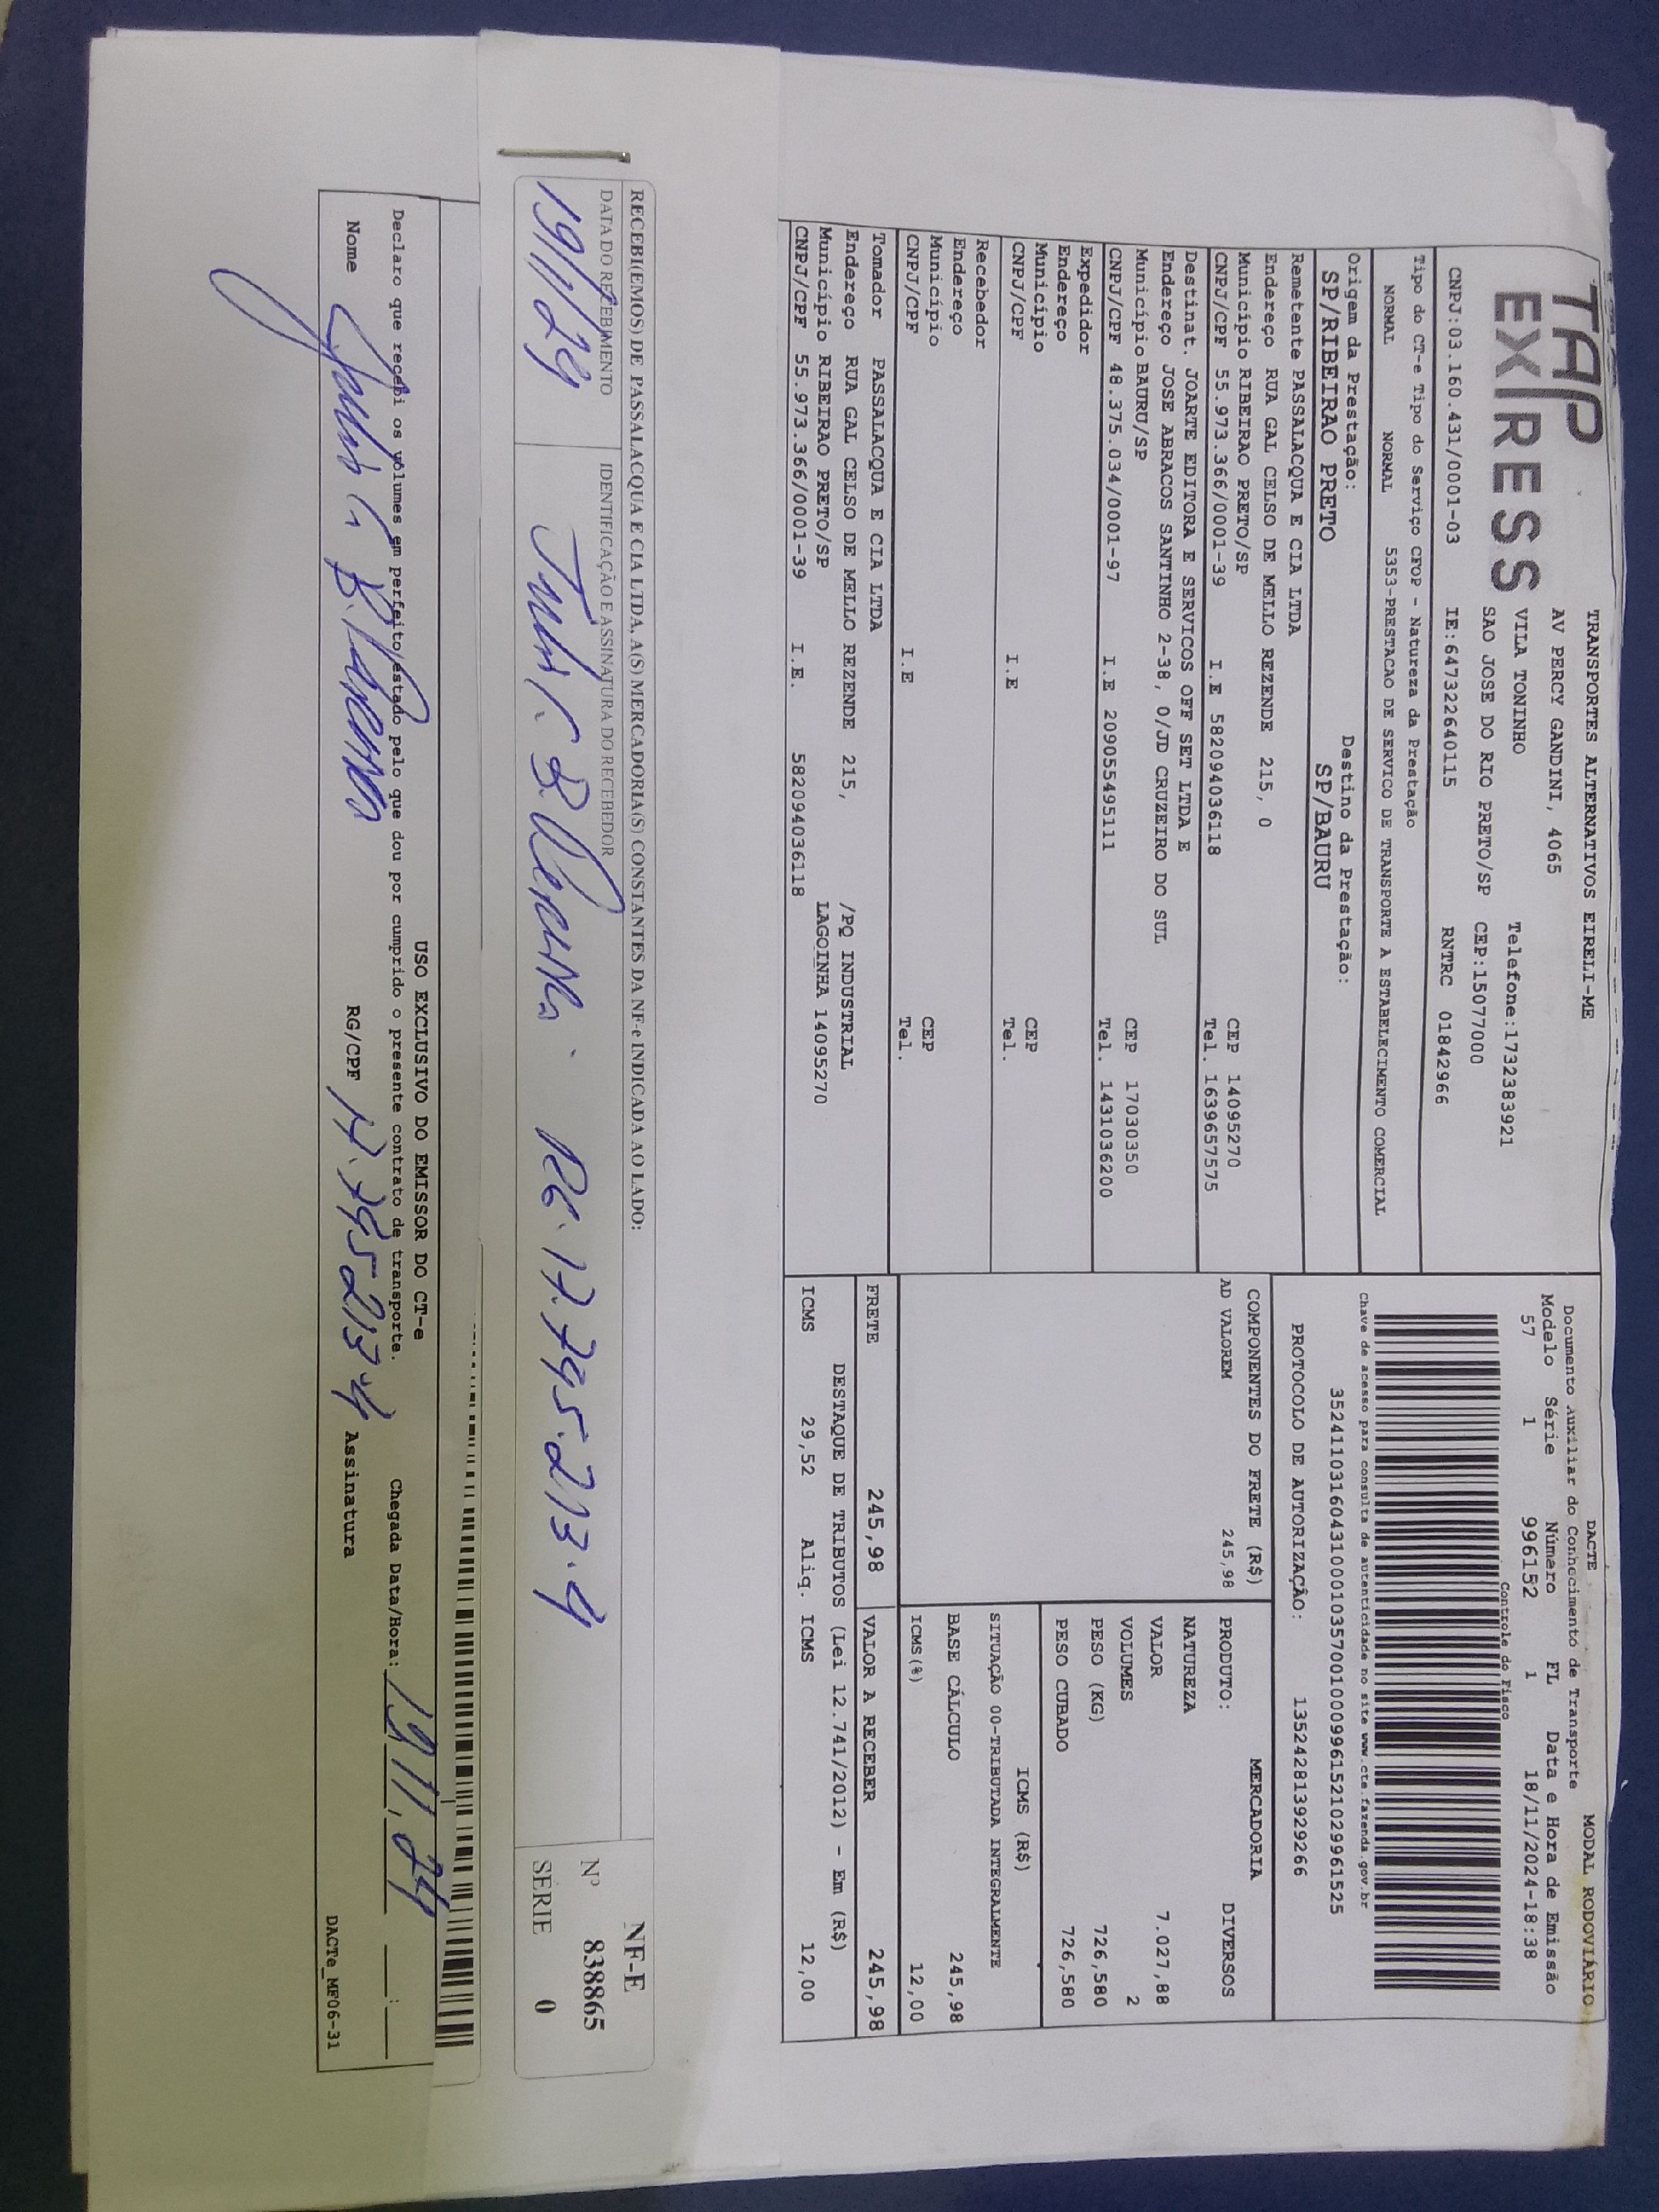 TAP
EXPRESS
TRANSPORTES ALTERNATIVOS EIRELI-ME
AV PERCY GANDINI, 4065
VILA TONINHO Telefone:1732383921
SAO JOSE DO RIO PRETO/SP CEP:15077000
CNPJ:03.160.431/0001-03 IE:647322640115 RNTRC 01842966
Tipo do CT-e Tipo do Serviço CFOP - Natureza da Prestação
NORMAL NORMAL 5353-PRESTACAO DE SERVICO DE TRANSPORTE A ESTABELECIMENTO COMERCIAL
Origem da Prestação: Destino da Prestação:
SP/RIBEIRAO PRETO SP/BAURU
Remetente PASSALACQUA E CIA LTDA
Endereço RUA GAL CELSO DE MELLO REZENDE 215, 0
Município RIBEIRAO PRETO/SP CEP 14095270
CNPJ/CPF 55.973.366/0001-39 I.E 582094036118 Tel. 1639657575
Destinat. JOARTE EDITORA E SERVICOS OFF SET LTDA E
Endereço JOSE ABRACOS SANTINHO 2-38, 0/JD CRUZEIRO DO SUL
Município BAURU/SP CEP 17030350
CNPJ/CPF 48.375.034/0001-97 I.E 209055495111 Tel. 1431036200
Expedidor
Endereço
Município CEP
CNPJ/CPF I.E Tel.
Recebedor
Endereço
Município CEP
CNPJ/CPF I.E Tel.
Tomador PASSALACQUA E CIA LTDA
Endereço RUA GAL CELSO DE MELLO REZENDE 215, /PQ INDUSTRIAL
Município RIBEIRAO PRETO/SP LAGOINHA 14095270
CNPJ/CPF 55.973.366/0001-39 I.E. 582094036118
DACTE MODAL RODOVIÁRIO
Documento Auxiliar do Conhecimento de Transporte
Modelo Série Número FL Data e Hora de Emissão
57 1 996152 1 18/11/2024-18:38
Controle do Fisco
Chave de acesso para consulta de autenticidade no site www.cte.fazenda.gov.br
35241103160431000103570010009961521029961525
PROTOCOLO DE AUTORIZAÇÃO: 135242813929266
COMPONENTES DO FRETE (R$)
AD VALOREM 245,98
MERCADORIA
PRODUTO: DIVERSOS
NATUREZA
VALOR 7.027,88
VOLUMES 2
PESO (KG) 726,580
PESO CUBADO 726,580
ICMS (R$)
SITUAÇÃO 00-TRIBUTADA INTEGRALMENTE
BASE CÁLCULO 245,98
ICMS(%) 12,00
FRETE 245,98 VALOR A RECEBER 245,98
DESTAQUE DE TRIBUTOS (Lei 12.741/2012) - Em (R$)
ICMS 29,52 Aliq. ICMS 12,00
RECEBI(EMOS) DE PASSALACQUA E CIA LTDA, A(S) MERCADORIA(S) CONSTANTES DA NF-e INDICADA AO LADO:
DATA DO RECEBIMENTO IDENTIFICAÇÃO E ASSINATURA DO RECEBEDOR
19/11/24 RG. 17.795.213.4
NF-E
Nº 838865
SÉRIE 0
USO EXCLUSIVO DO EMISSOR DO CT-e
Declaro que recebi os volumes em perfeito estado pelo que dou por cumprido o presente contrato de transporte. Chegada Data/Hora: 19/11/24
Nome RG/CPF 17.795.213.4 Assinatura
DACTe_MF06-31